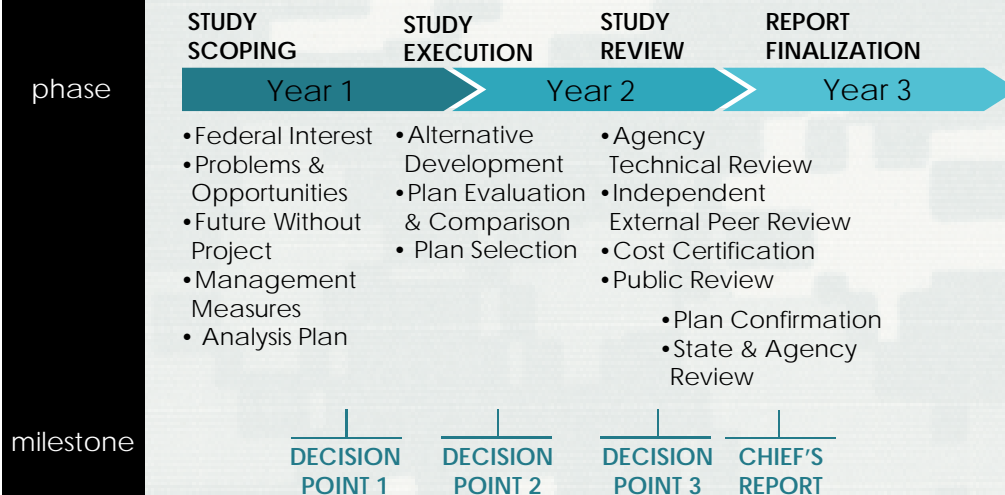 STUDY
SCOPING
STUDY
EXECUTION
STUDY
REVIEW
REPORT
FINALIZATION
phase
Year 1
Year 2
Year 3
•Federal Interest
•Problems &
Opportunities
•Future Without
Project
•Management
Measures
• Analysis Plan
•Alternative
Development
•Plan Evaluation
& Comparison
• Plan Selection
•Agency
Technical Review
•Independent
External Peer Review
•Cost Certification
•Public Review
•Plan Confirmation
•State & Agency
Review
milestone
DECISION
POINT 1
DECISION
POINT 2
DECISION
POINT 3
CHIEF'S
REPORT